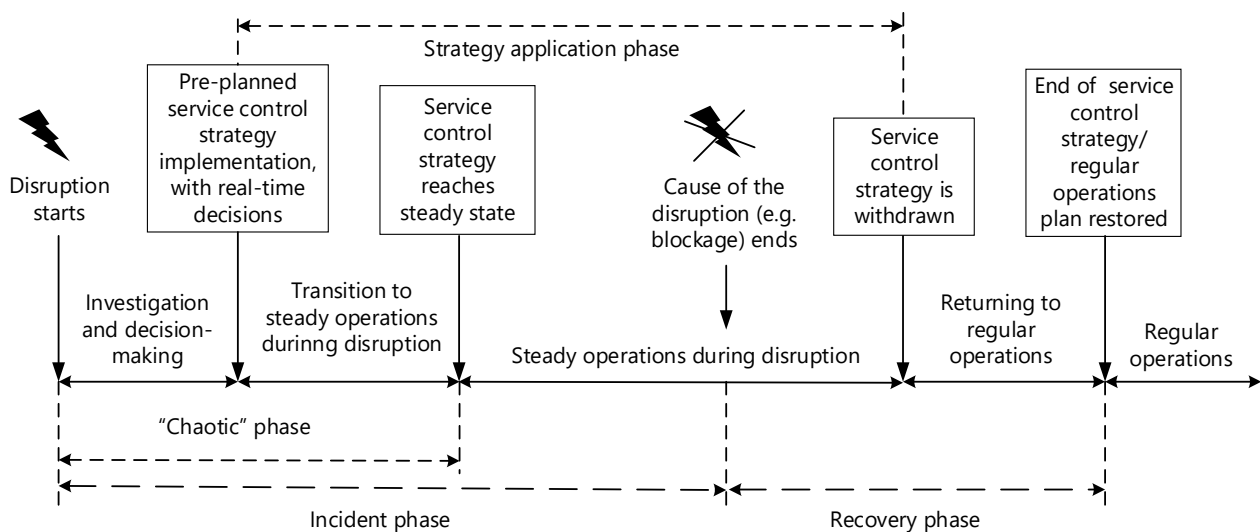 Strategy application phase
Disruption
starts
Pre-planned
service control
strategy
implementation,
with real-time
decisions
Service
control
strategy
reaches
steady state
Cause of the
disruption (e.g.
blockage) ends
Service
control
strategy is
withdrawn
End of service
control
strategy/
regular
operations
plan restored
Investigation
and decision-
making
Transition to
steady operations
durinng disruption
Steady operations during disruption
Returning to
regular
operations
Regular
operations
“Chaotic” phase
Incident phase
Recovery phase